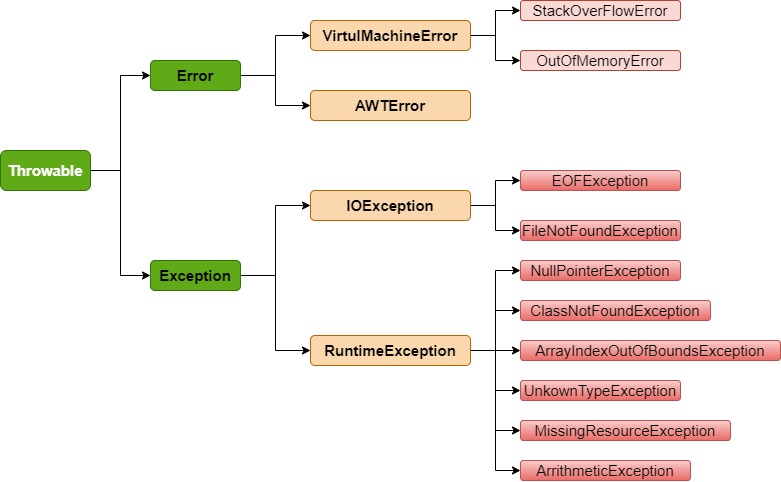 Throwable
Error
VirtulMachineError
StackOverFlowError
OutOfMemoryError
AWTError
Exception
IOException
EOFException
FileNotFoundException
RuntimeException
NullPointerException
ClassNotFoundException
ArrayIndexOutOfBoundsException
UnkownTypeException
MissingResourceException
ArrithmeticException